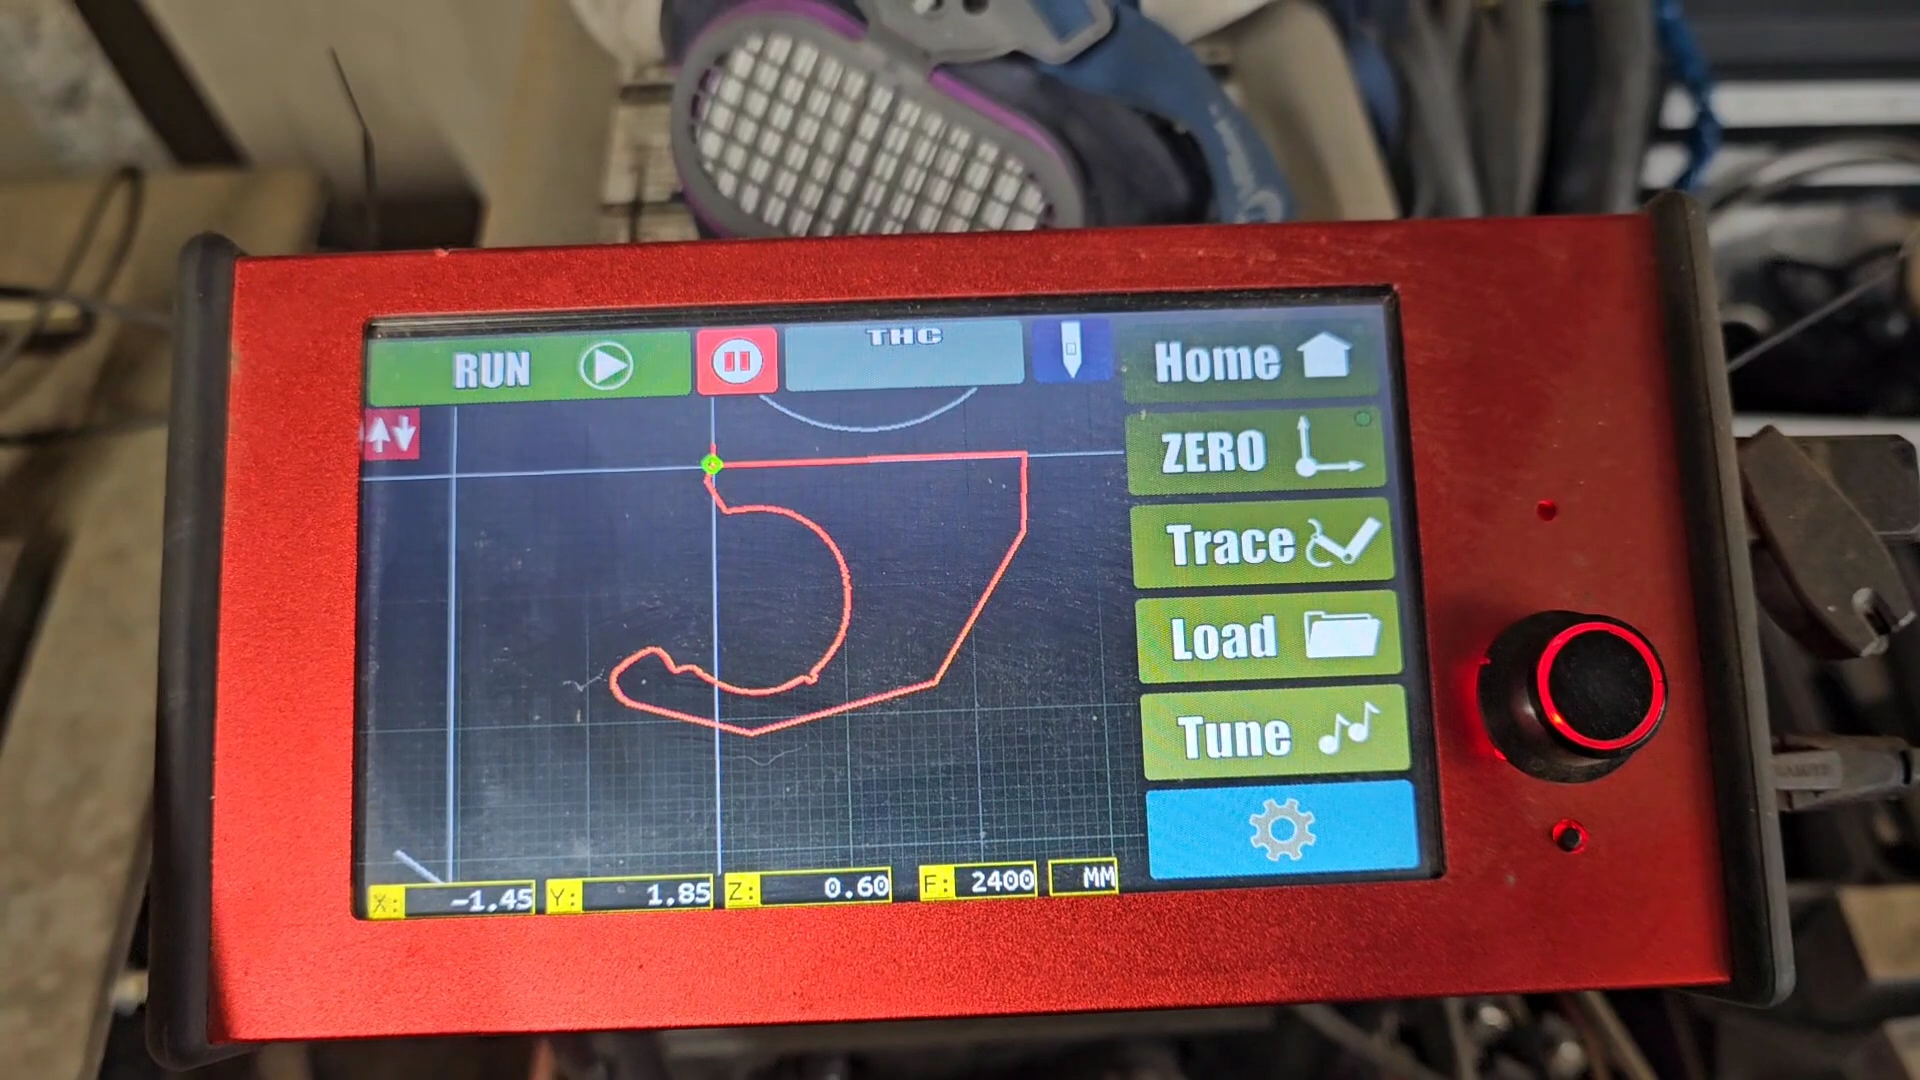 RUN
THC
Home
ZERO
Trace
Load
Tune
X: -1.45 Y: 1.85 Z: 0.60 F: 2400 MM